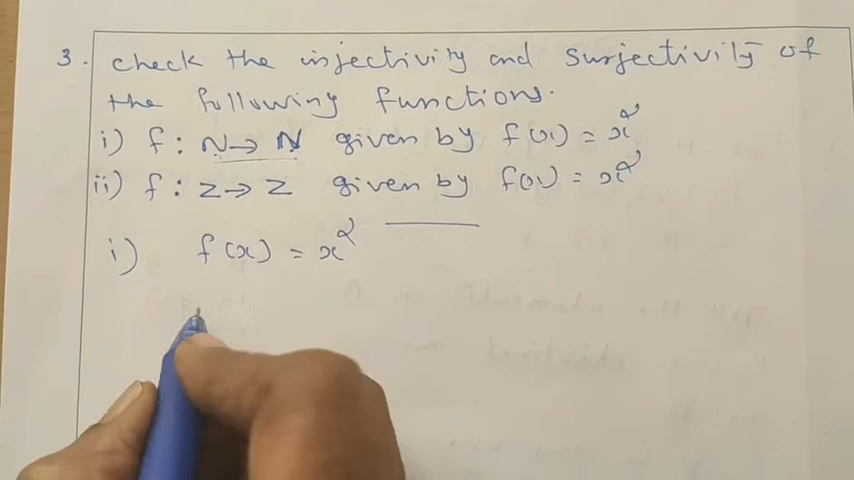 3. check the injectivity and surjectivity of
the following functions.
i) f : N → N given by f(x) = x²
ii) f : Z → Z given by f(x) = x²
i) f(x) = x²